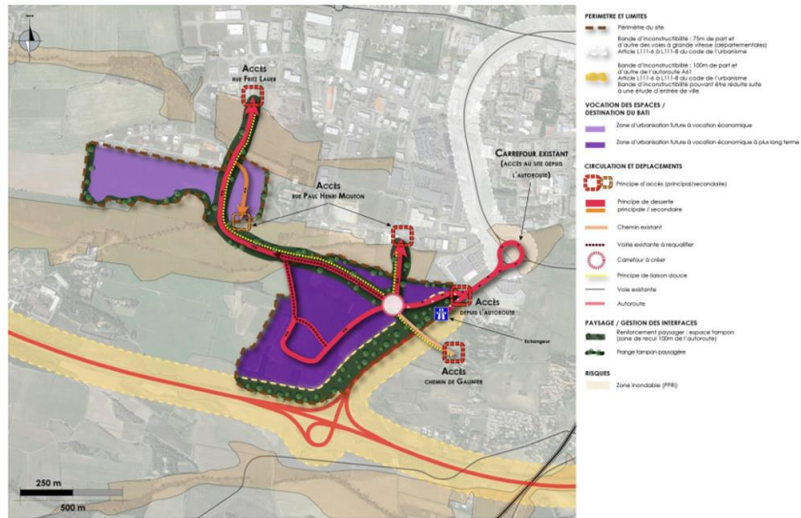 Accès
rue Fritz Lauer
Accès
rue Paul Henri Mouton
Carrefour existant
(accès au site depuis
l'autoroute)
Accès
depuis l'autoroute
Echangeur
Accès
chemin de Galinier
250 m
500 m
PERIMETRE ET LIMITES
Périmètre du site
Bande d'inconstructibilité : 75m de part et
d'autre des voies à grande vitesse (départementales)
Article L111-6 à L111-8 du code de l'urbanisme
Bande d'inconstructibilité : 100m de part et
d'autre de l'autoroute A61
Article L111-6 à L111-8 du code de l'urbanisme
Bande d'inconstructibilité pouvant être réduite suite
à une étude d'entrée de ville
VOCATION DES ESPACES /
DESTINATION DU BATI
Zone d'urbanisation future à vocation économique
Zone d'urbanisation future à vocation économique à plus long terme
CIRCULATION ET DEPLACEMENTS
Principe d'accès (principal/secondaire)
Principe de desserte
principale / secondaire
Chemin existant
Voirie existante à requalifier
Carrefour à créer
Principe de liaison douce
Voie existante
Autoroute
PAYSAGE / GESTION DES INTERFACES
Renforcement paysager : espace tampon
(zone de recul 100m de l'autoroute)
Frange tampon paysagère
RISQUES
Zone inondable (PPRI)